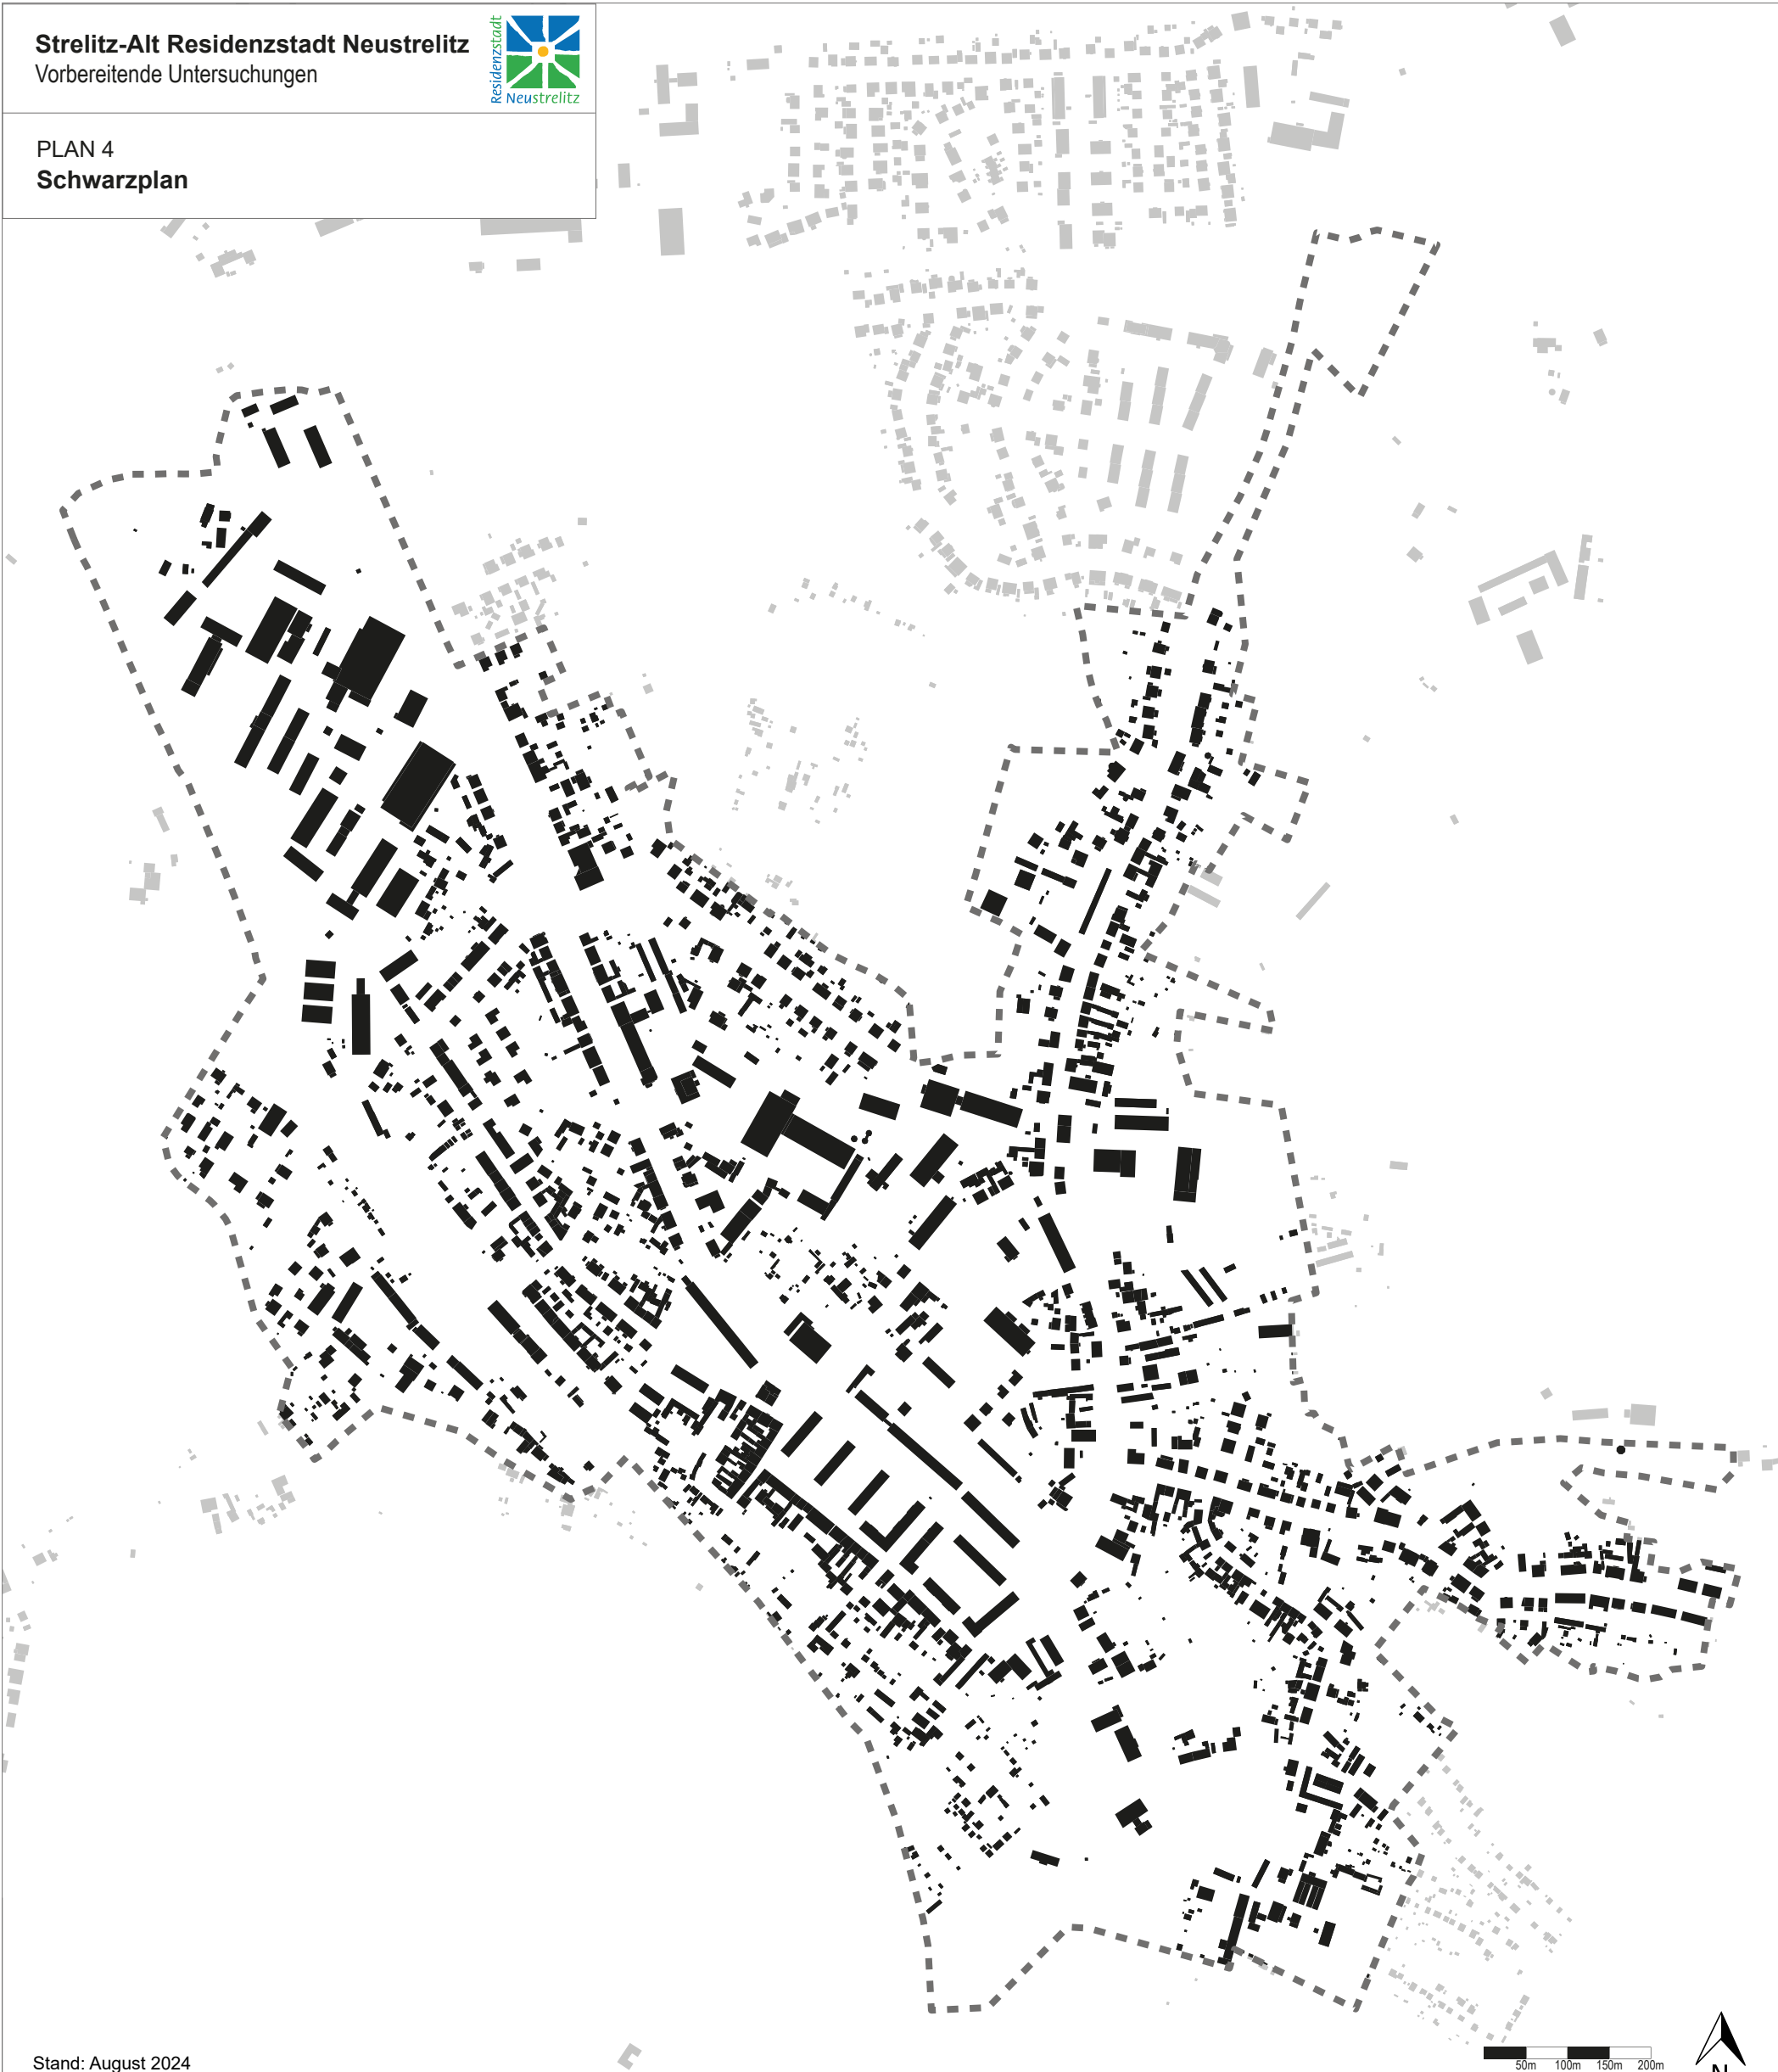 Strelitz-Alt Residenzstadt Neustrelitz
Vorbereitende Untersuchungen
Residenzstadt
Neustrelitz
PLAN 4
Schwarzplan
Stand: August 2024
50m 100m 150m 200m
N